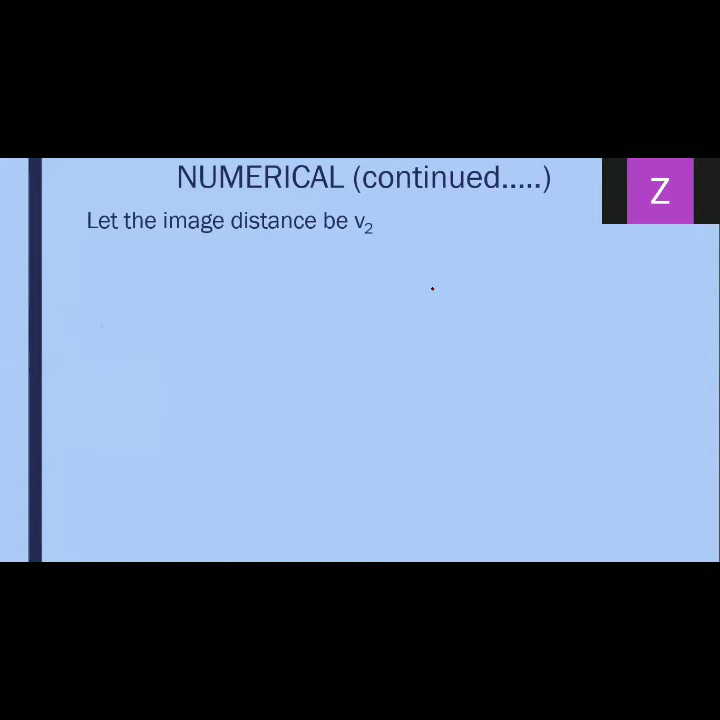 NUMERICAL (continued.....)
Z
Let the image distance be v₂